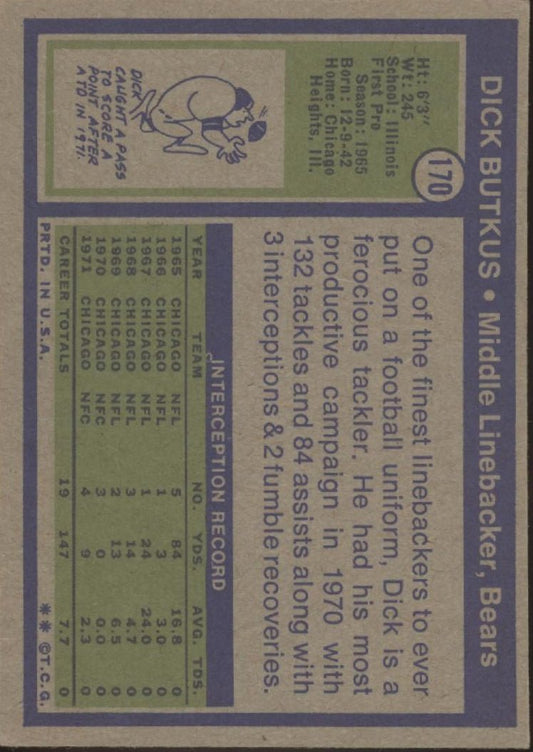 DICK BUTKUS • Middle Linebacker, Bears
170
Ht: 6'3"
Wt: 245
School: Illinois
First Pro
Season: 1965
Born: 12-9-42
Home: Chicago
Heights, Ill.
DICK
CAUGHT A PASS
TO SCORE A
POINT AFTER
A TD IN 1971.
One of the finest linebackers to ever
put on a football uniform, Dick is a
ferocious tackler. He had his most
productive campaign in 1970 with
132 tackles and 84 assists along with
3 interceptions & 2 fumble recoveries.
INTERCEPTION RECORD
YEAR TEAM NO. YDS. AVG. TDS.
1965 CHICAGO NFL 5 84 16.8 0
1966 CHICAGO NFL 1 3 3.0 0
1967 CHICAGO NFL 1 24 24.0 0
1968 CHICAGO NFL 3 14 4.7 0
1969 CHICAGO NFL 2 13 6.5 0
1970 CHICAGO NFC 3 0 0.0 0
1971 CHICAGO NFC 4 9 2.3 0
CAREER TOTALS 19 147 7.7 0
PRTD. IN U.S.A. ** ©T.C.G.